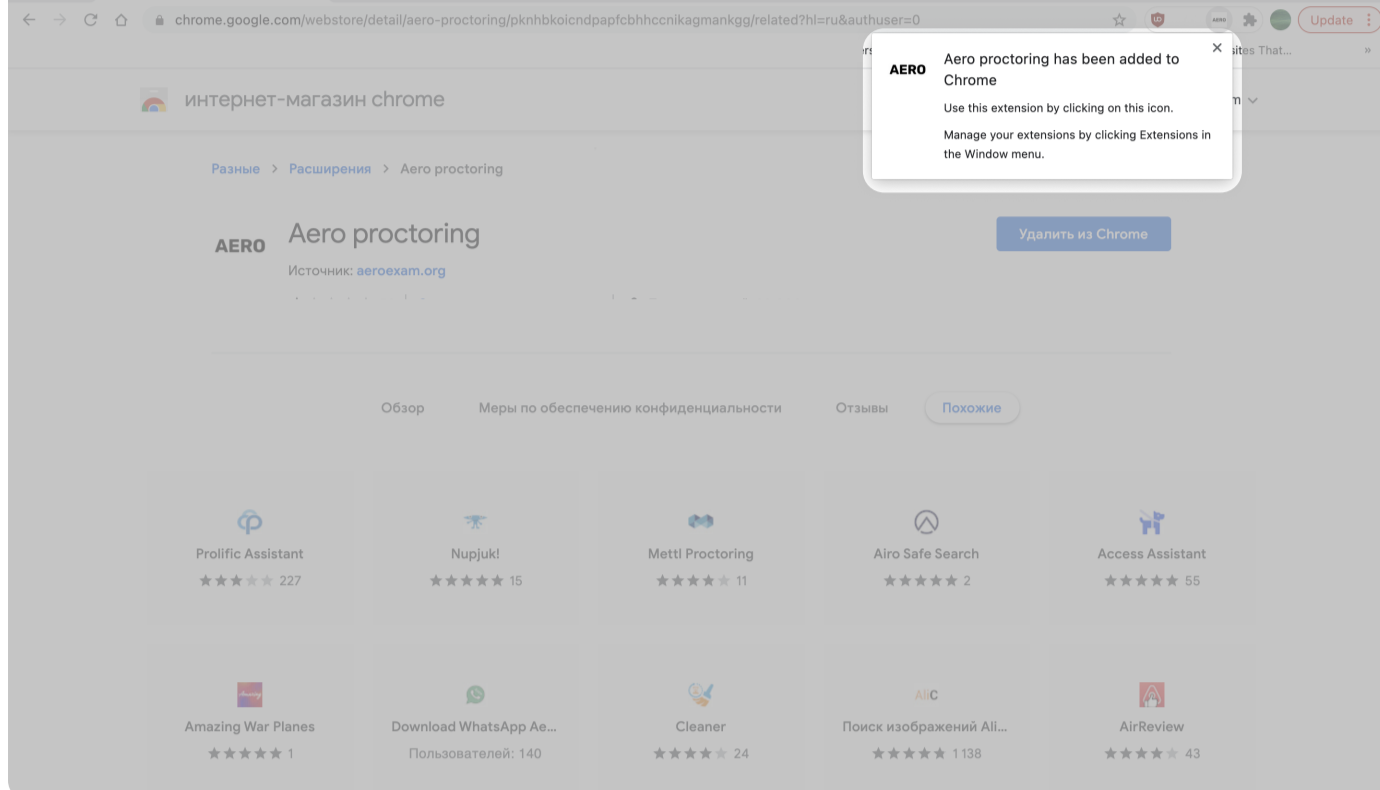 chrome.google.com/webstore/detail/aero-proctoring/pknhbkoicndpapfcbhhccnikagmankgg/related?hl=ru&authuser=0
AERO
Update
AERO
Aero proctoring has been added to
Chrome
Use this extension by clicking on this icon.
Manage your extensions by clicking Extensions in
the Window menu.
интернет-магазин chrome
Разные > Расширения > Aero proctoring
AERO
Aero proctoring
Удалить из Chrome
Источник: aeroexam.org
Обзор Меры по обеспечению конфиденциальности Отзывы Похожие
Prolific Assistant Nupjuk! Mettl Proctoring Airo Safe Search Access Assistant
227 15 11 2 55
Amazing War Planes Download WhatsApp Ae... Cleaner Поиск изображений Ali... AirReview
1 Пользователей: 140 24 1 138 43